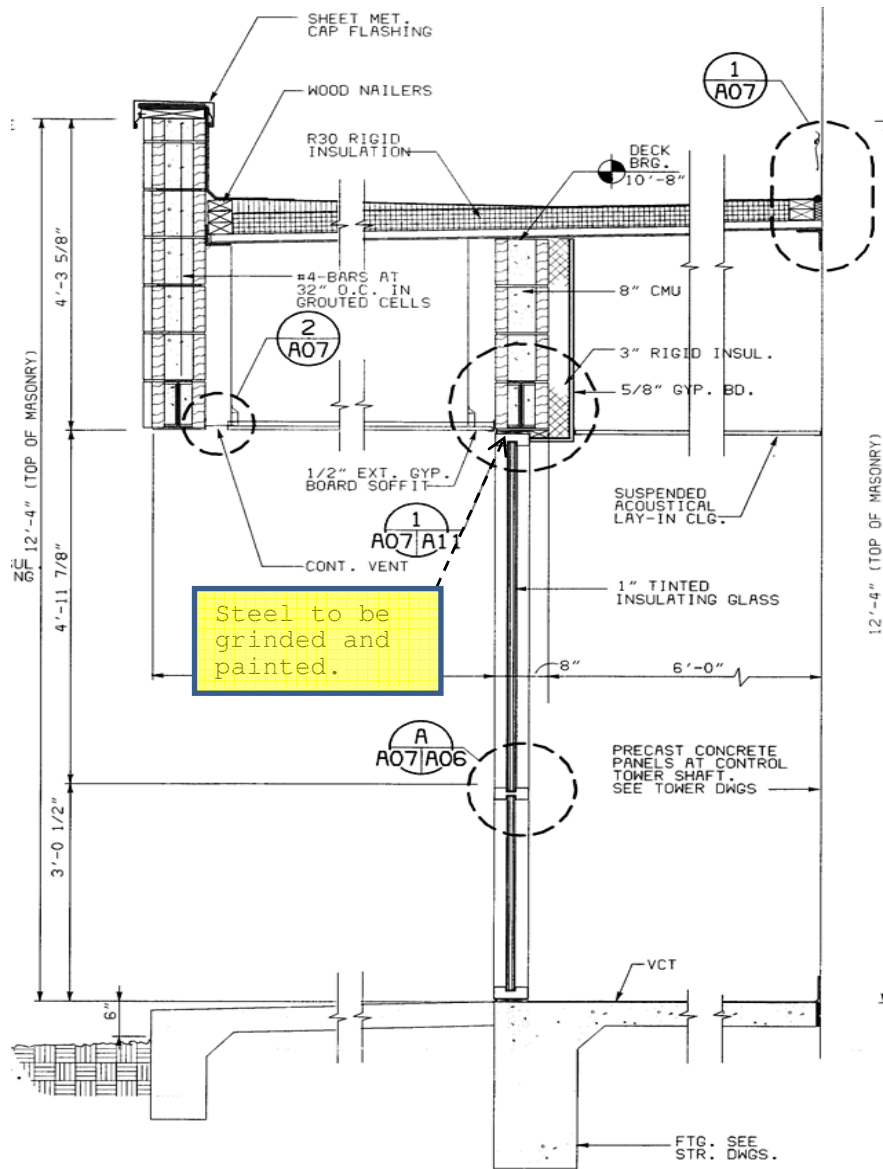 SHEET MET.
CAP FLASHING
WOOD NAILERS
1
A07
R30 RIGID
INSULATION
DECK
BRG.
10'-8"
4'-3 5/8"
#4-BARS AT
32" O.C. IN
GROUTED CELLS
8" CMU
2
A07
3" RIGID INSUL.
5/8" GYP. BD.
12'-4" (TOP OF MASONRY)
1/2" EXT. GYP.
BOARD SOFFIT
SUSPENDED
ACOUSTICAL
LAY-IN CLG.
12'-4" (TOP OF MASONRY)
1
A07 A11
CONT. VENT
4'-11 7/8"
1" TINTED
INSULATING GLASS
Steel to be
grinded and
painted.
8"
6'-0"
A
A07 A06
PRECAST CONCRETE
PANELS AT CONTROL
TOWER SHAFT.
SEE TOWER DWGS
3'-0 1/2"
VCT
6"
FTG. SEE
STR. DWGS.